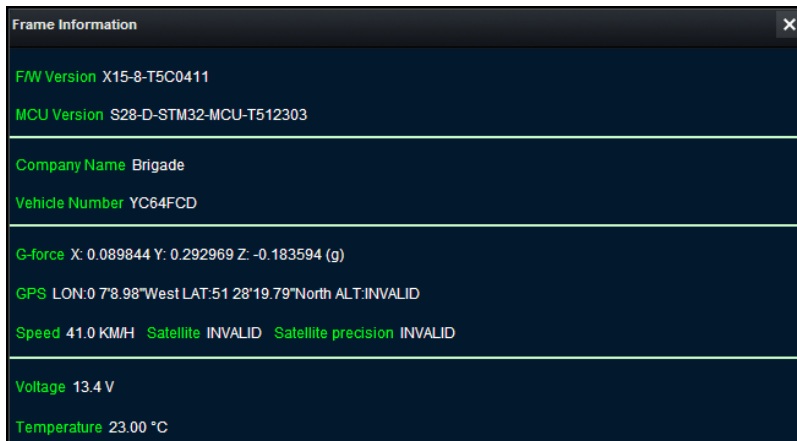 Frame Information
F/W Version X15-8-T5C0411
MCU Version S28-D-STM32-MCU-T512303
Company Name Brigade
Vehicle Number YC64FCD
G-force X: 0.089844 Y: 0.292969 Z: -0.183594 (g)
GPS LON:0 7'8.98"West LAT:51 28'19.79"North ALT:INVALID
Speed 41.0 KM/H Satellite INVALID Satellite precision INVALID
Voltage 13.4 V
Temperature 23.00 °C